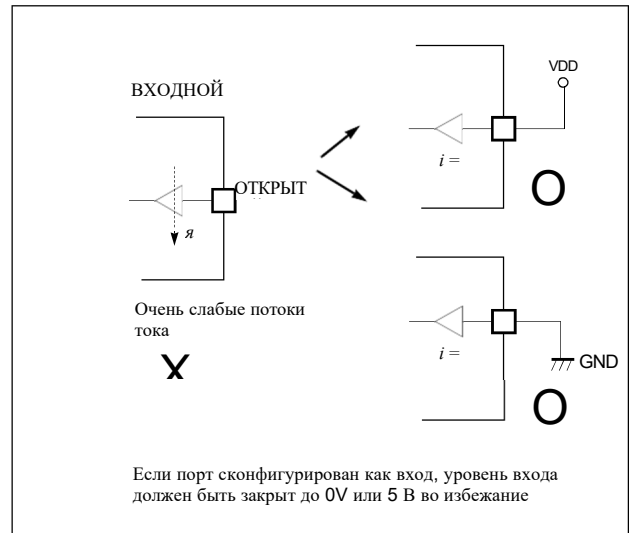 ВХОДНОЙ
ОТКРЫТ
я
Очень слабые потоки
тока
X
VDD
i =
O
i =
GND
O
Если порт сконфигурирован как вход, уровень входа
должен быть закрыт до 0V или 5 В во избежание